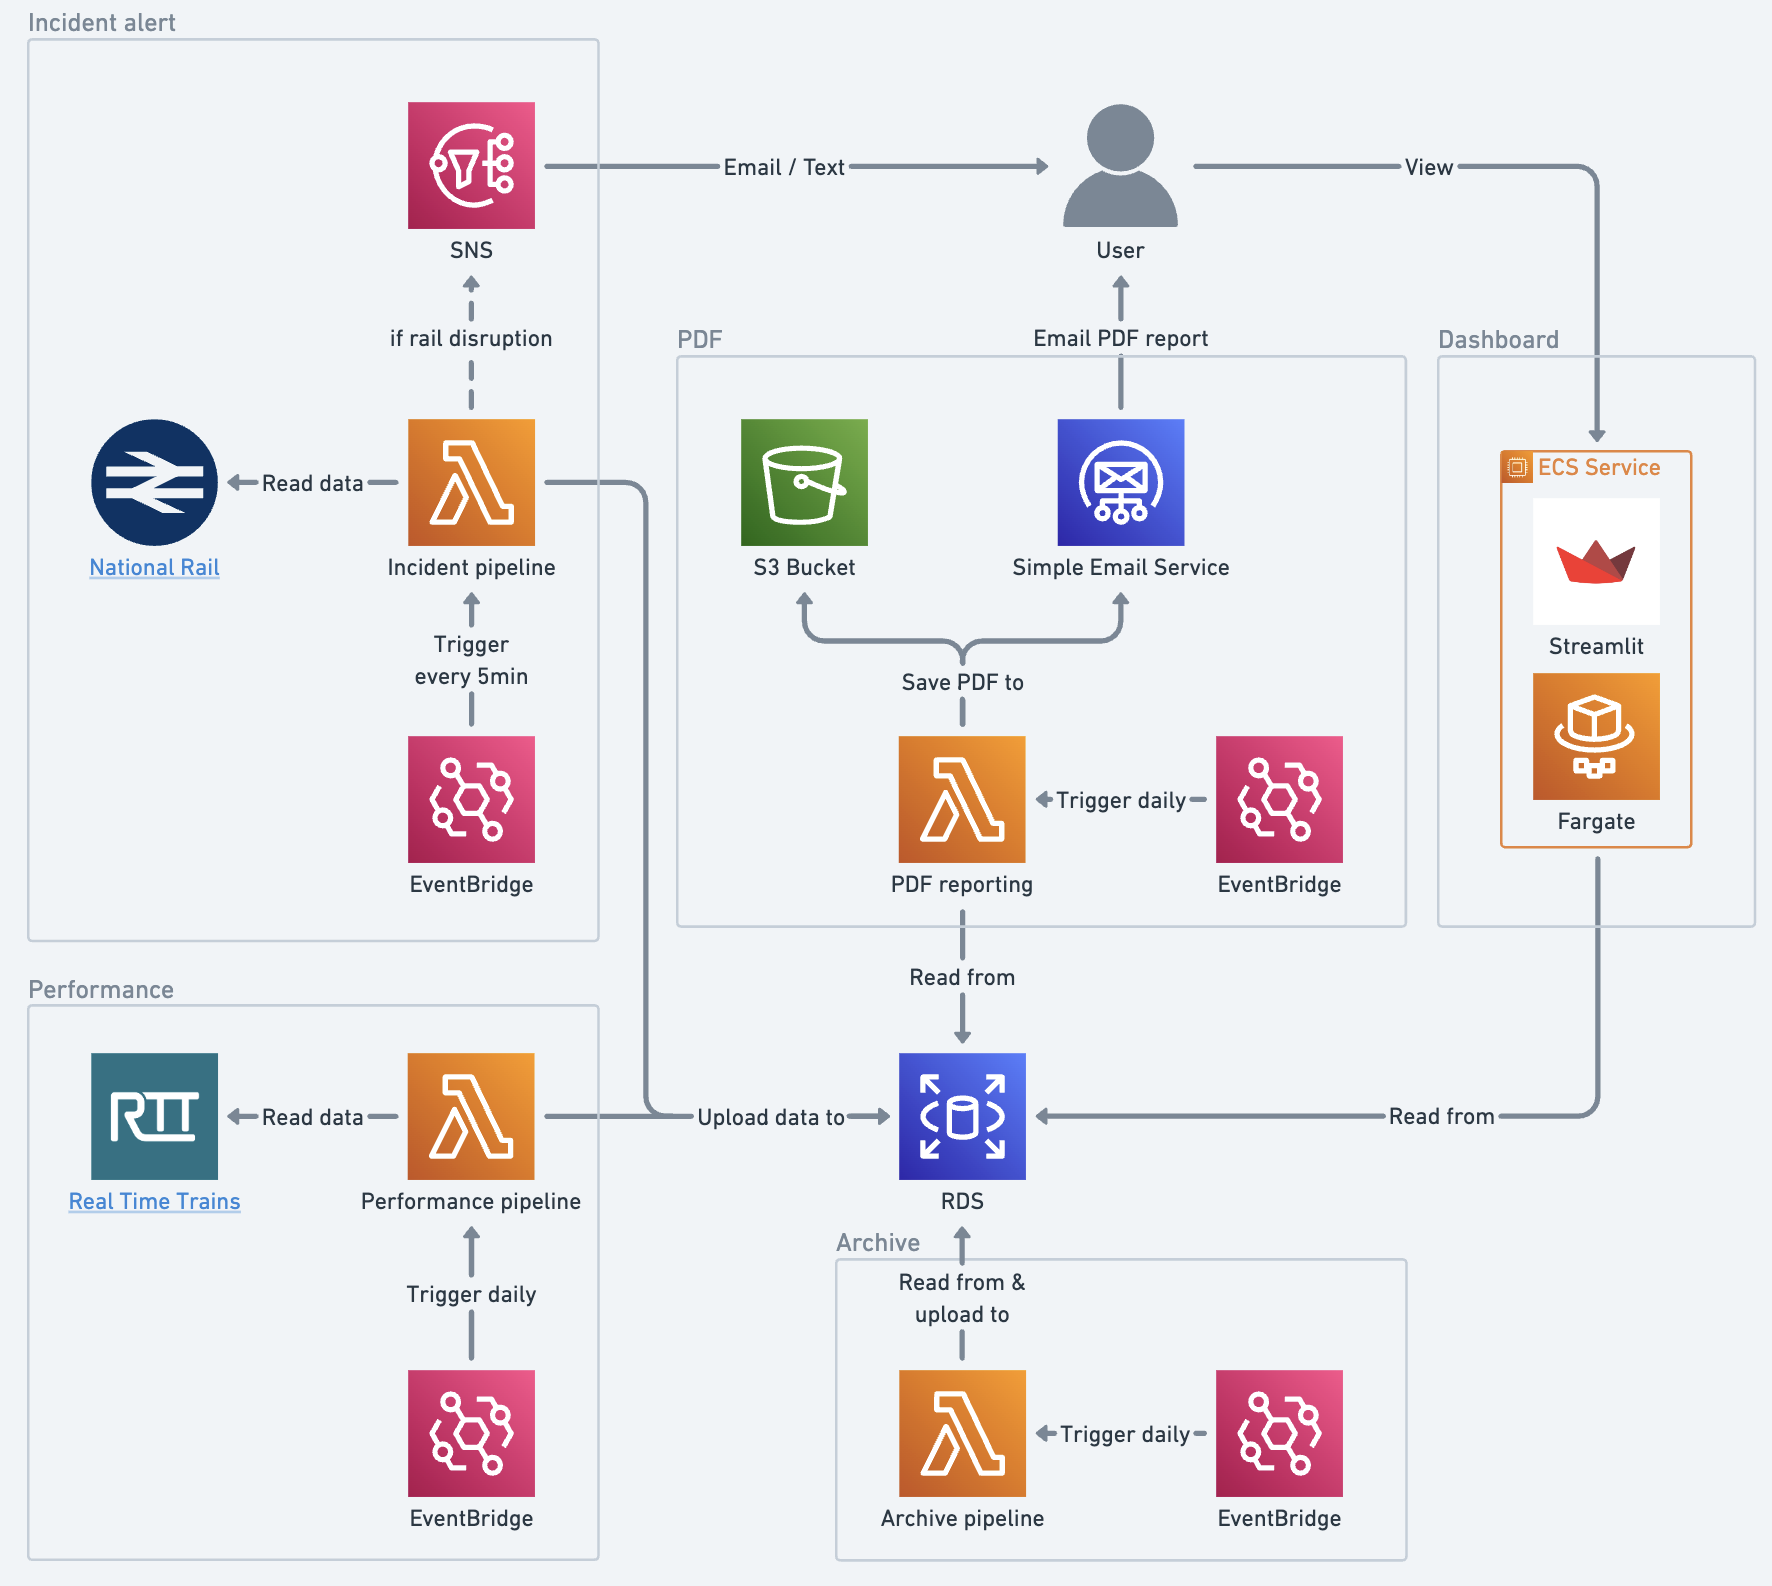 Incident alert
SNS
Email / Text
User
View
if rail disruption
Read data
National Rail
Incident pipeline
Trigger
every 5min
EventBridge
PDF
Email PDF report
S3 Bucket
Simple Email Service
Save PDF to
PDF reporting
Trigger daily
EventBridge
Read from
Dashboard
ECS Service
Streamlit
Fargate
Read from
Performance
RTT
Real Time Trains
Read data
Performance pipeline
Upload data to
RDS
Trigger daily
EventBridge
Archive
Read from &
upload to
Archive pipeline
Trigger daily
EventBridge